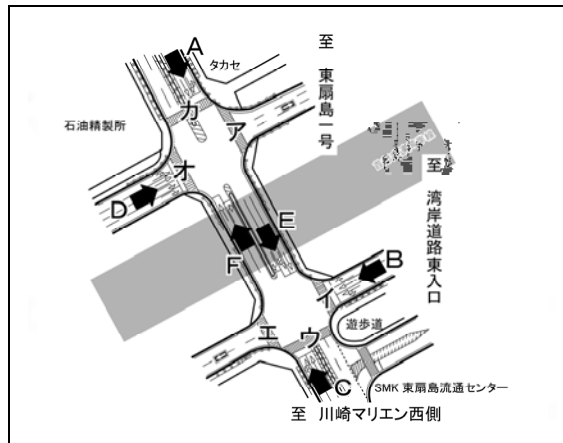 A
タカセ
至 東扇島一号
カ
ア
石油精製所
オ
至 湾岸道路東入口
D
E
F
B
イ
遊歩道
エ
ウ
C
SMK 東扇島流通センター
至 川崎マリエン西側